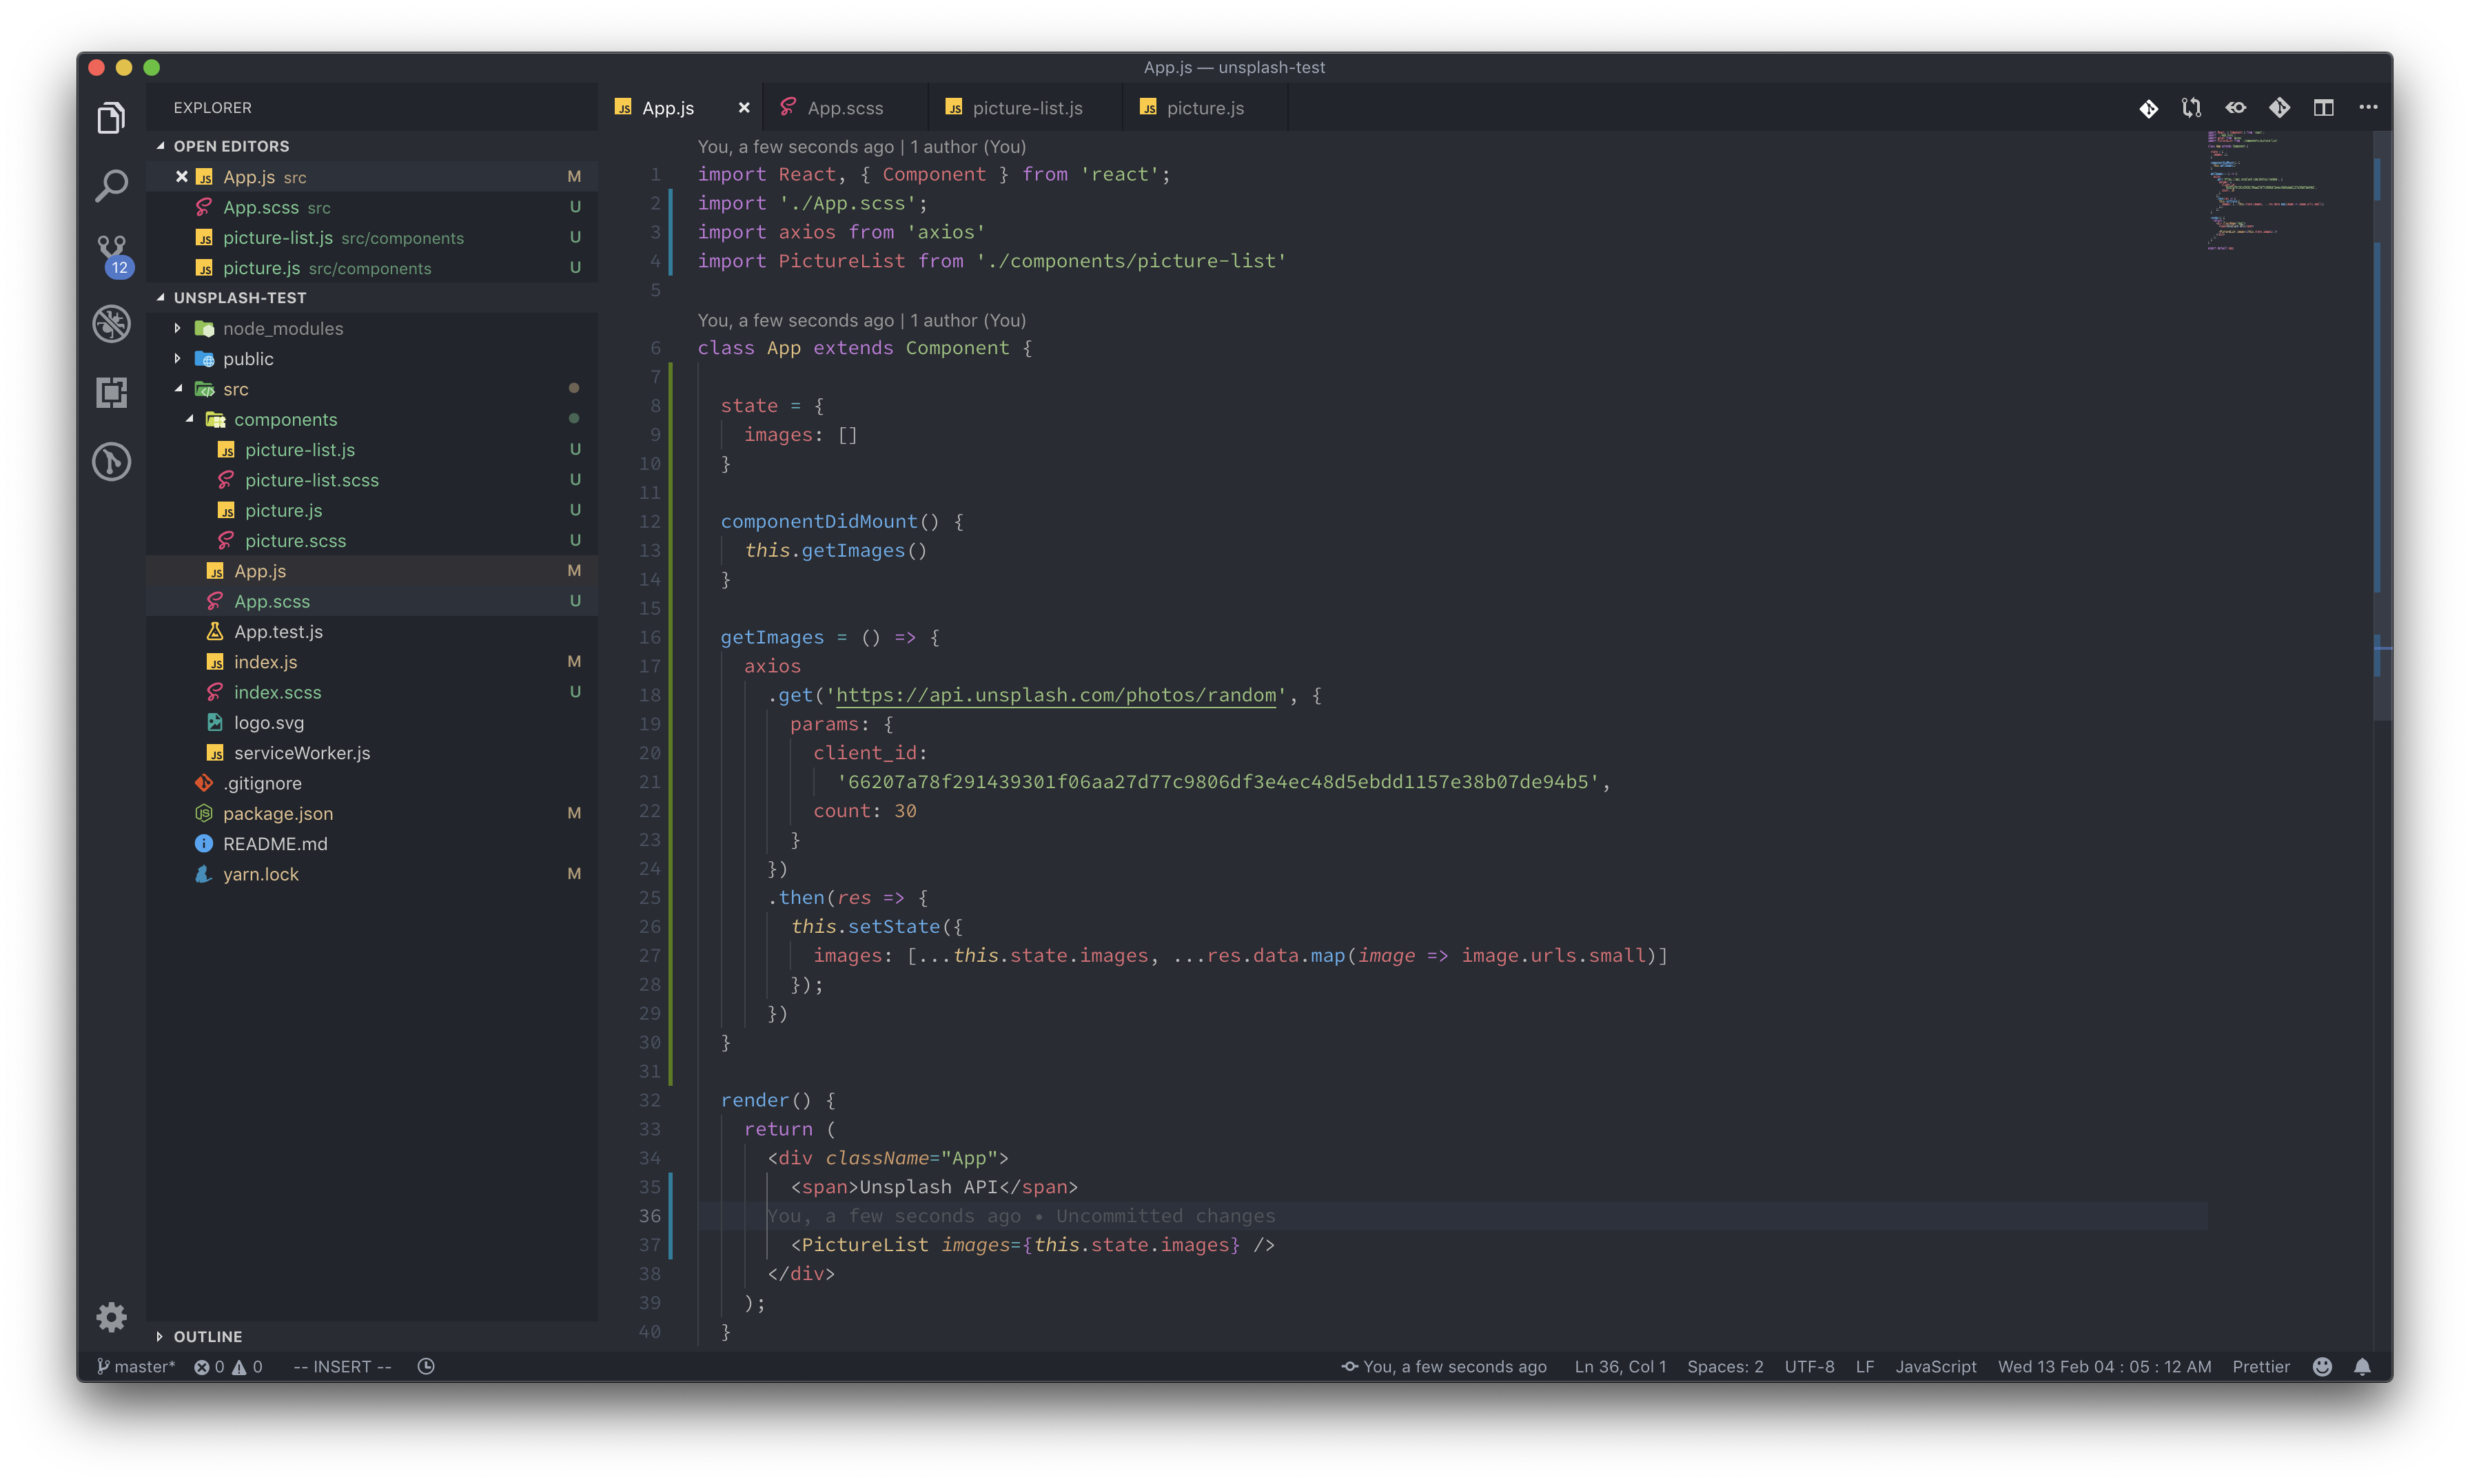 App.js — unsplash-test
EXPLORER
OPEN EDITORS
App.js src M
App.scss src U
picture-list.js src/components U
picture.js src/components U
12
UNSPLASH-TEST
node_modules
public
src
components
picture-list.js U
picture-list.scss U
picture.js U
picture.scss U
App.js M
App.scss U
App.test.js
index.js M
index.scss U
logo.svg
serviceWorker.js
.gitignore
package.json M
README.md
yarn.lock M
OUTLINE
App.js App.scss picture-list.js picture.js
You, a few seconds ago | 1 author (You)
1 import React, { Component } from 'react';
2 import './App.scss';
3 import axios from 'axios'
4 import PictureList from './components/picture-list'
5
You, a few seconds ago | 1 author (You)
6 class App extends Component {
7
8 state = {
9 images: []
10 }
11
12 componentDidMount() {
13 this.getImages()
14 }
15
16 getImages = () => {
17 axios
18 .get('https://api.unsplash.com/photos/random', {
19 params: {
20 client_id:
21 '66207a78f291439301f06aa27d77c9806df3e4ec48d5ebdd1157e38b07de94b5',
22 count: 30
23 }
24 })
25 .then(res => {
26 this.setState({
27 images: [...this.state.images, ...res.data.map(image => image.urls.small)]
28 });
29 })
30 }
31
32 render() {
33 return (
34 <div className="App">
35 <span>Unsplash API</span>
36 You, a few seconds ago • Uncommitted changes
37 <PictureList images={this.state.images} />
38 </div>
39 );
40 }
master* 0 0 -- INSERT -- You, a few seconds ago Ln 36, Col 1 Spaces: 2 UTF-8 LF JavaScript Wed 13 Feb 04 : 05 : 12 AM Prettier